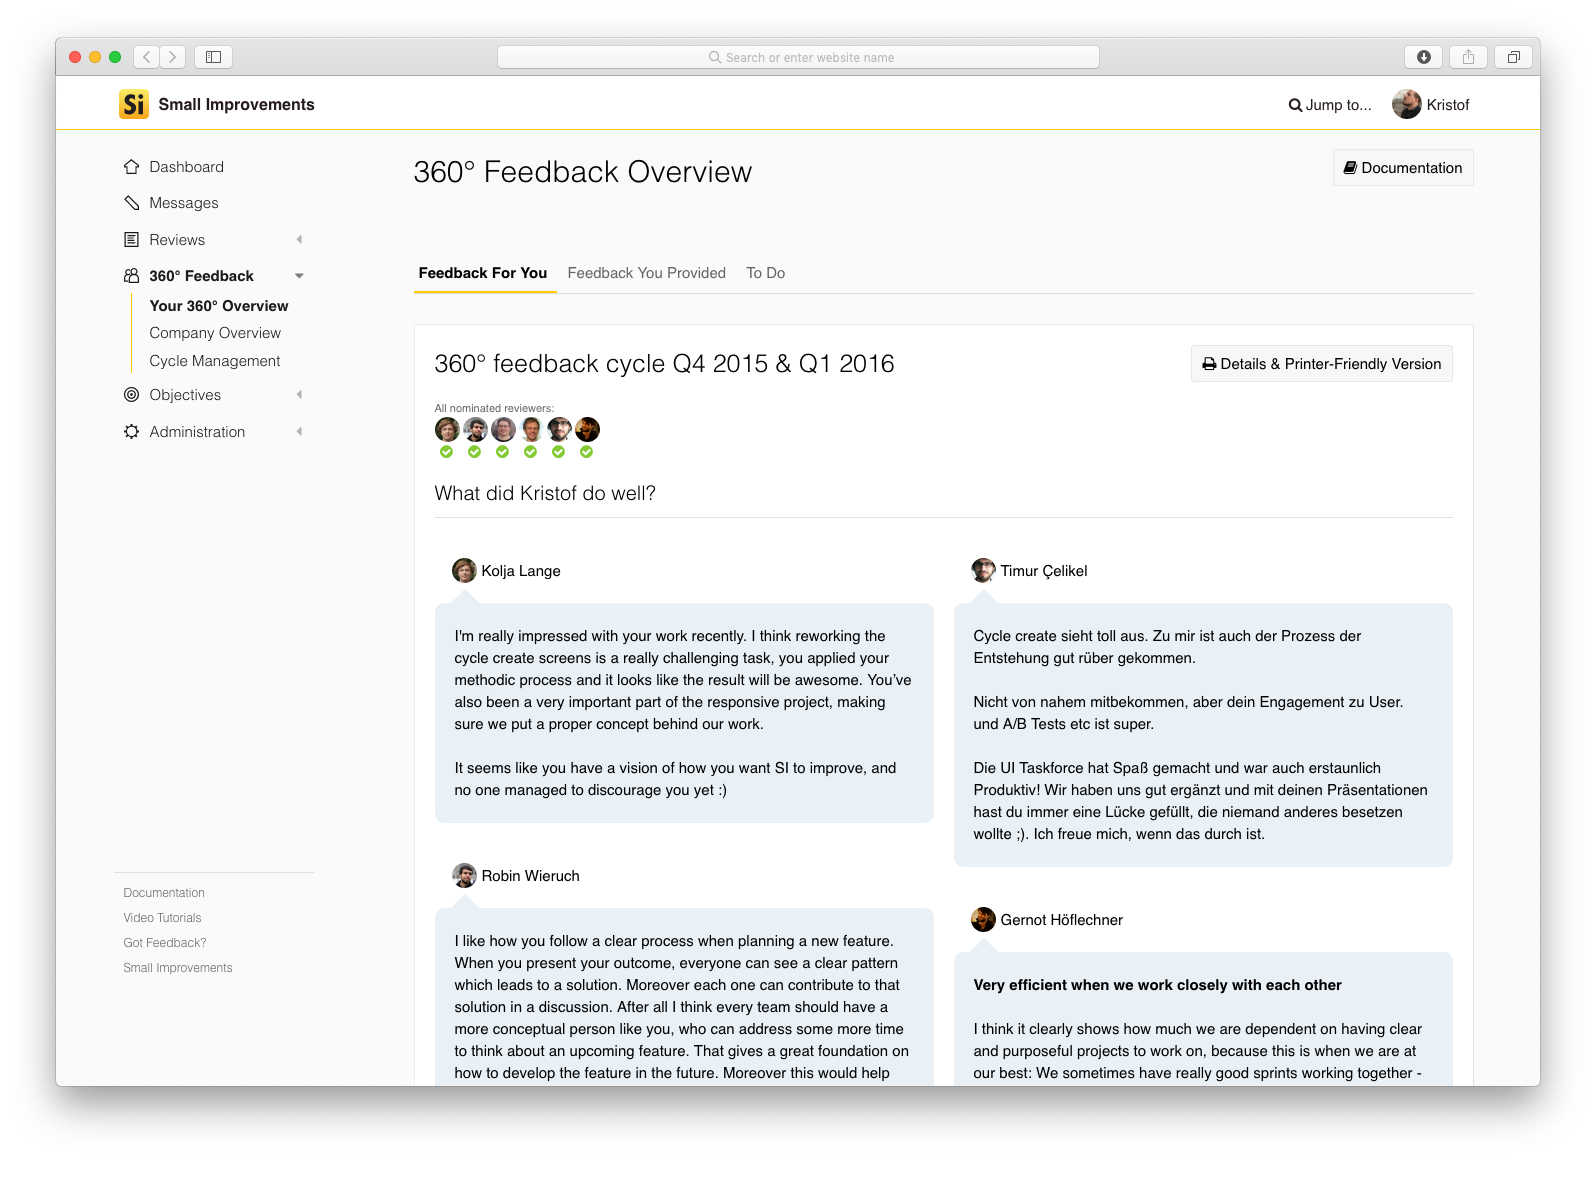 Search or enter website name
Si Small Improvements
Jump to...
Kristof
Dashboard
Messages
Reviews
360° Feedback
Your 360° Overview
Company Overview
Cycle Management
Objectives
Administration
Documentation
Video Tutorials
Got Feedback?
Small Improvements
360° Feedback Overview
Documentation
Feedback For You
Feedback You Provided
To Do
360° feedback cycle Q4 2015 & Q1 2016
Details & Printer-Friendly Version
All nominated reviewers:
What did Kristof do well?
Kolja Lange
I'm really impressed with your work recently. I think reworking the
cycle create screens is a really challenging task, you applied your
methodic process and it looks like the result will be awesome. You've
also been a very important part of the responsive project, making
sure we put a proper concept behind our work.
It seems like you have a vision of how you want SI to improve, and
no one managed to discourage you yet :)
Robin Wieruch
I like how you follow a clear process when planning a new feature.
When you present your outcome, everyone can see a clear pattern
which leads to a solution. Moreover each one can contribute to that
solution in a discussion. After all I think every team should have a
more conceptual person like you, who can address some more time
to think about an upcoming feature. That gives a great foundation on
how to develop the feature in the future. Moreover this would help
Timur Çelikel
Cycle create sieht toll aus. Zu mir ist auch der Prozess der
Entstehung gut rüber gekommen.
Nicht von nahem mitbekommen, aber dein Engagement zu User.
und A/B Tests etc ist super.
Die UI Taskforce hat Spaß gemacht und war auch erstaunlich
Produktiv! Wir haben uns gut ergänzt und mit deinen Präsentationen
hast du immer eine Lücke gefüllt, die niemand anderes besetzen
wollte ;). Ich freue mich, wenn das durch ist.
Gernot Höflechner
Very efficient when we work closely with each other
I think it clearly shows how much we are dependent on having clear
and purposeful projects to work on, because this is when we are at
our best: We sometimes have really good sprints working together -